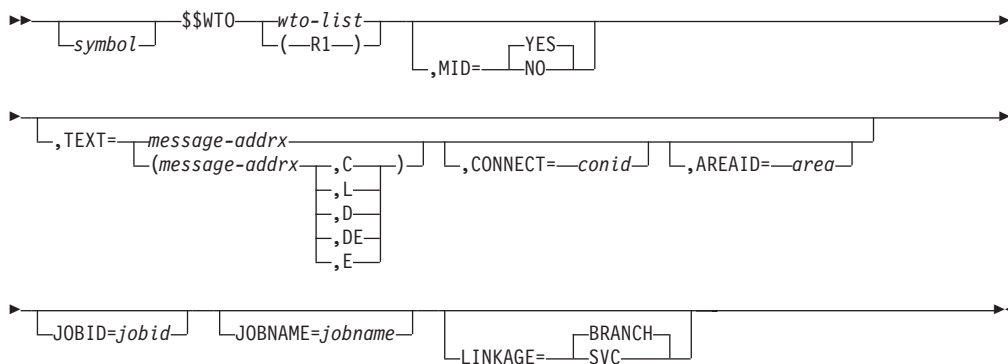 $$WTO wto-list YES
symbol ( R1 ) ,MID= NO
,TEXT= message-addrx
(message-addrx ,C ) ,CONNECT= conid ,AREAID= area
,L
,D
,DE
,E
BRANCH
JOBID=jobid JOBNAME=jobname LINKAGE= SVC